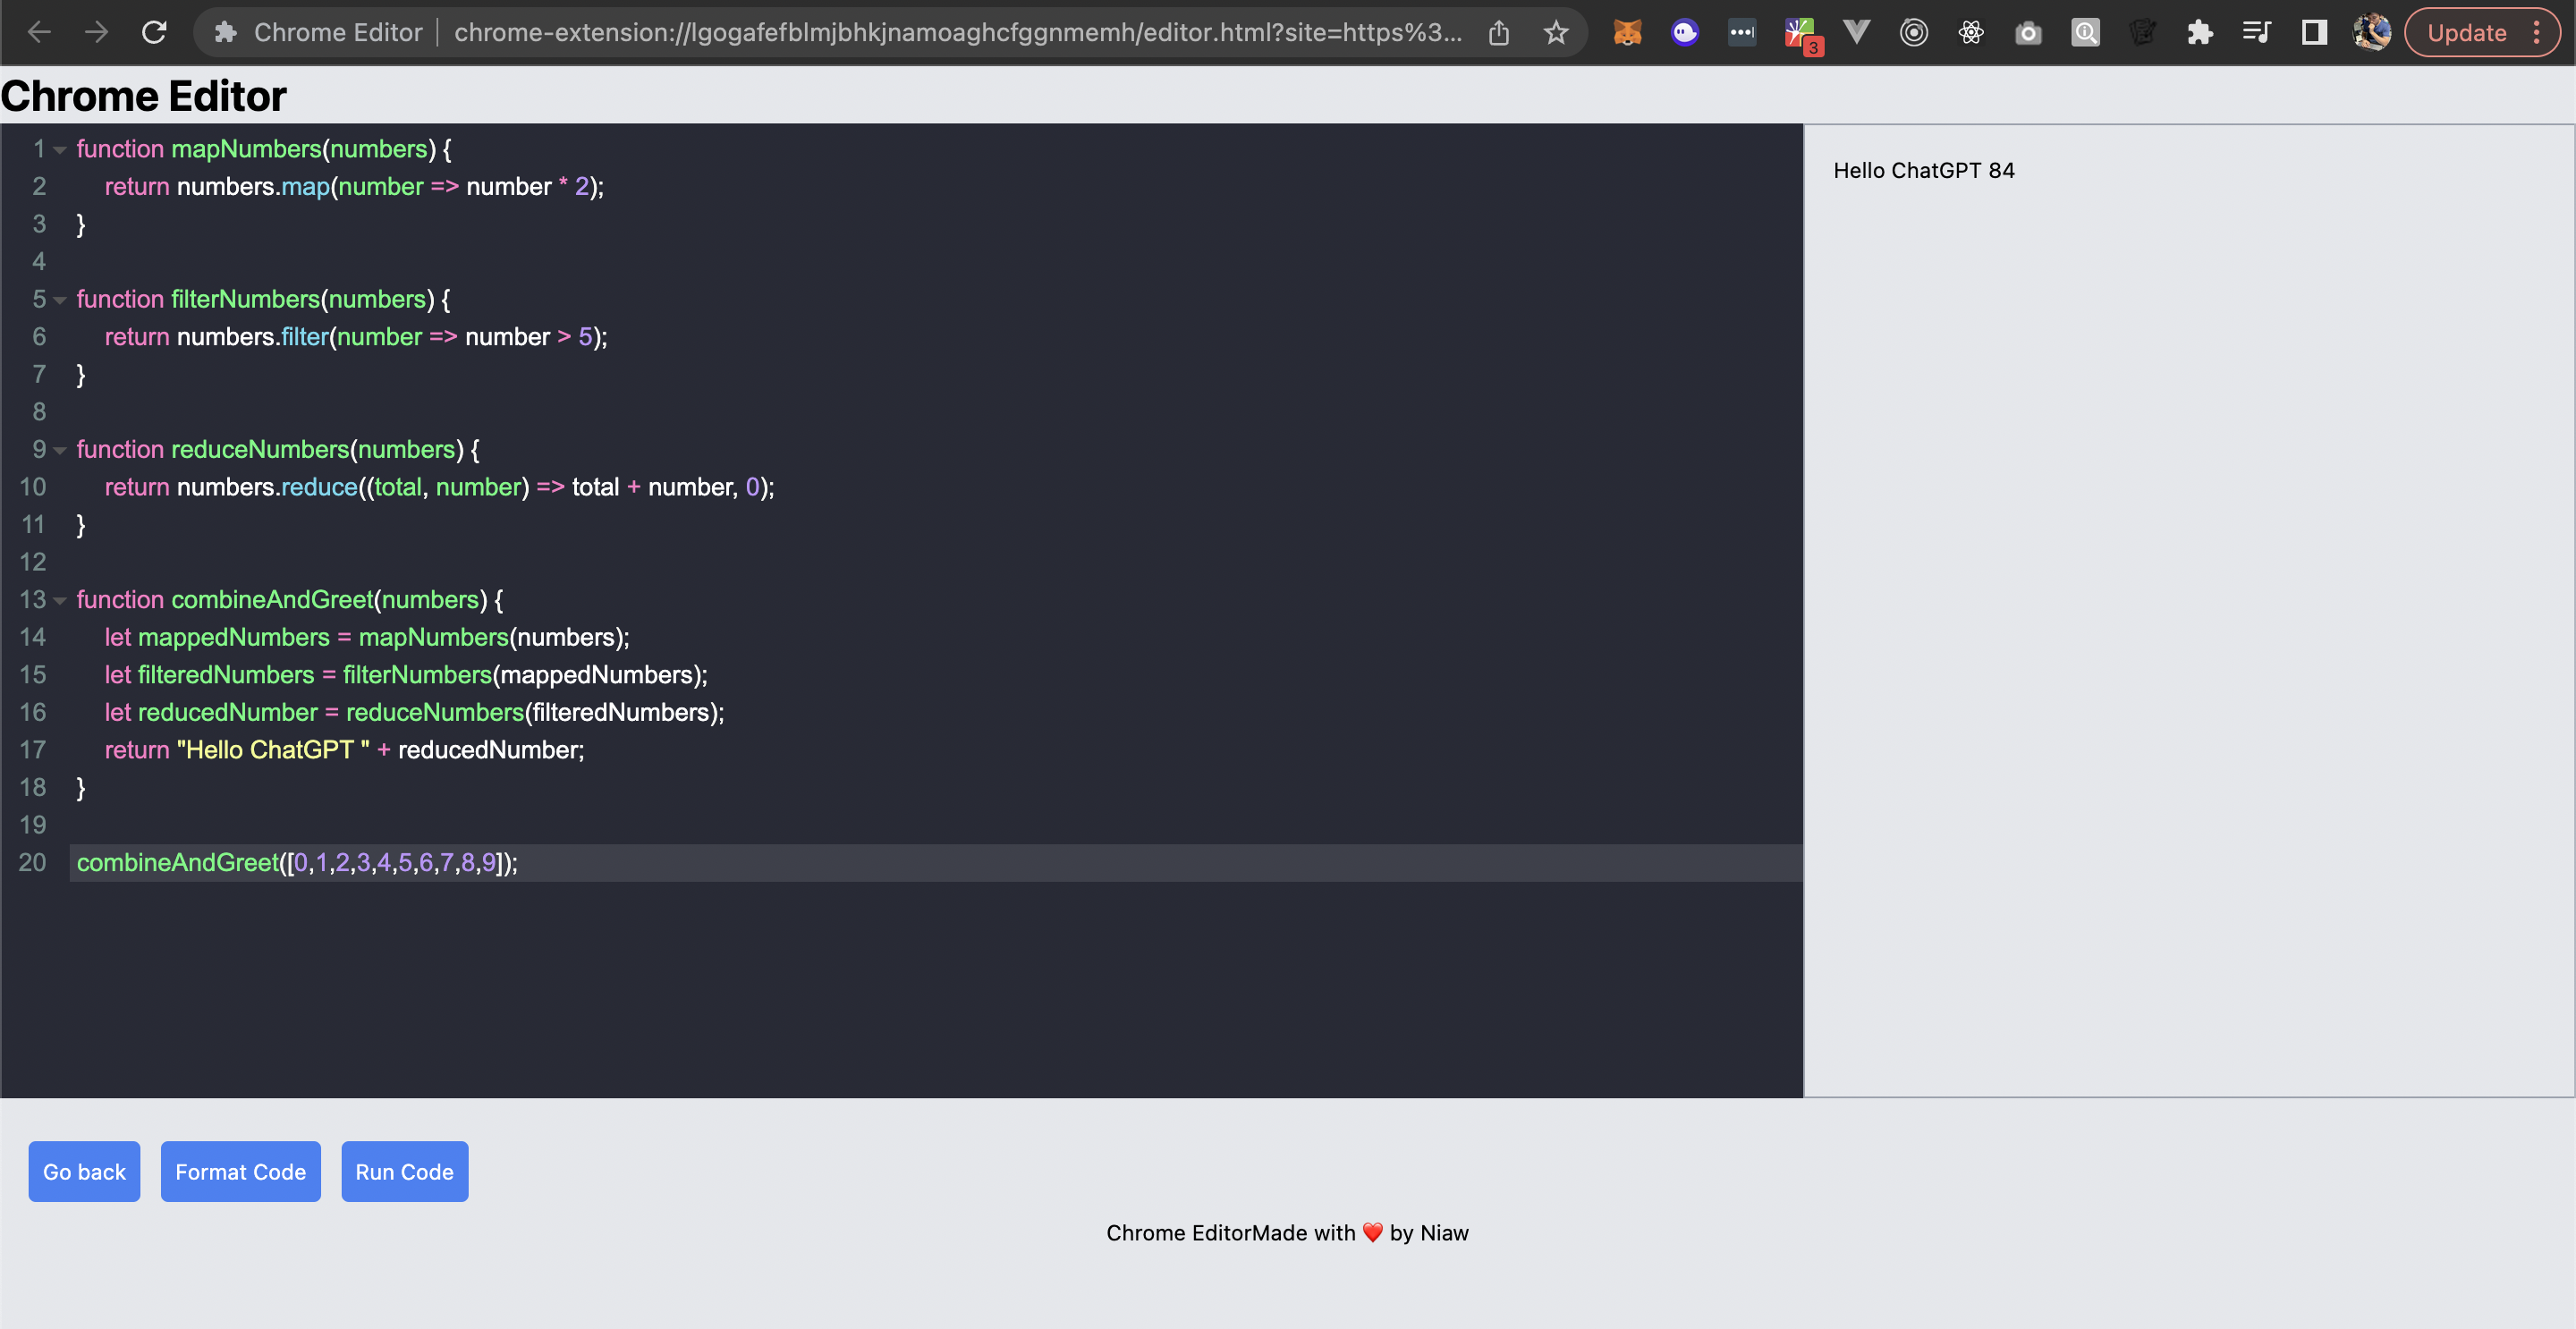 Chrome Editor
chrome-extension://lgogafefblmjbhkjnamoaghcfggnmemh/editor.html?site=https%3...
3
Update
Chrome Editor
1 function mapNumbers(numbers) {
2 return numbers.map(number => number * 2);
3 }
4
5 function filterNumbers(numbers) {
6 return numbers.filter(number => number > 5);
7 }
8
9 function reduceNumbers(numbers) {
10 return numbers.reduce((total, number) => total + number, 0);
11 }
12
13 function combineAndGreet(numbers) {
14 let mappedNumbers = mapNumbers(numbers);
15 let filteredNumbers = filterNumbers(mappedNumbers);
16 let reducedNumber = reduceNumbers(filteredNumbers);
17 return "Hello ChatGPT " + reducedNumber;
18 }
19
20 combineAndGreet([0,1,2,3,4,5,6,7,8,9]);
Hello ChatGPT 84
Go back
Format Code
Run Code
Chrome EditorMade with ❤️ by Niaw